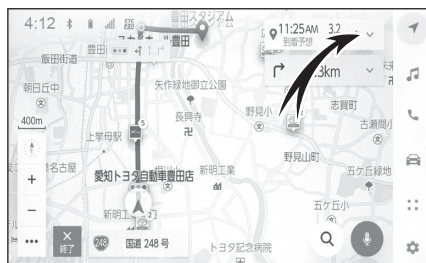 4:12
豊田スタジアム
11:25AM 3.2
到着予想
豊田
3km
飯田街道
朝日丘中
矢作緑地御立公園
志賀町
長興寺
野見小
古瀬間
400m
上挙母駅
5
野見山町
五ケ丘緑地
名古屋
愛知トヨタ自動車豊田店
新明工業
五ケ丘小
新明工
2
×
終了
248
国道 248 号
トヨタ記念病院